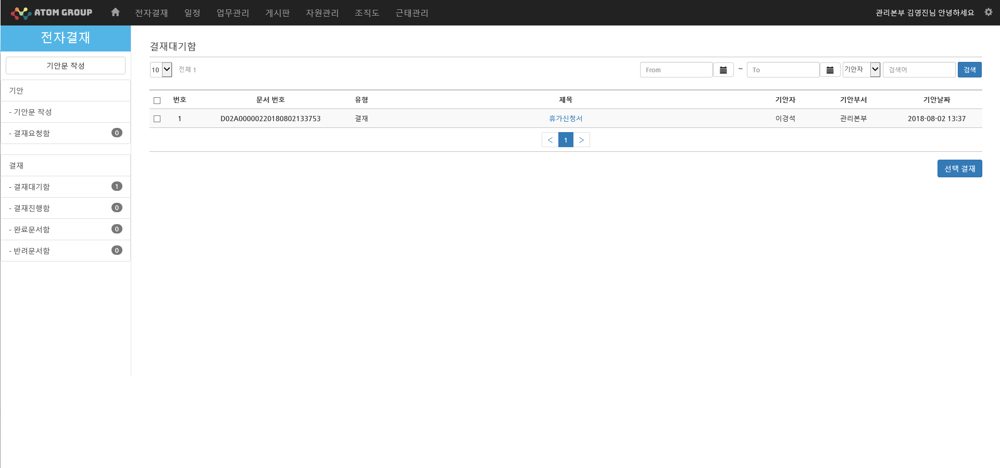 ATOM GROUP 전자결재 일정 업무관리 게시판 자원관리 조직도 근태관리 관리본부 김영진님 안녕하세요
전자결재
기안문 작성
기안
- 기안문 작성
- 결재요청함 0
결재
- 결재대기함 1
- 결재진행함 0
- 완료문서함 0
- 반려문서함 0
결재대기함
10 전체 1 From ~ To 기안자 검색어 검색
번호 문서 번호 유형 제목 기안자 기안부서 기안날짜
1 D02A00000220180802133753 결재 휴가신청서 이경석 관리본부 2018-08-02 13:37
< 1 >
선택 결재